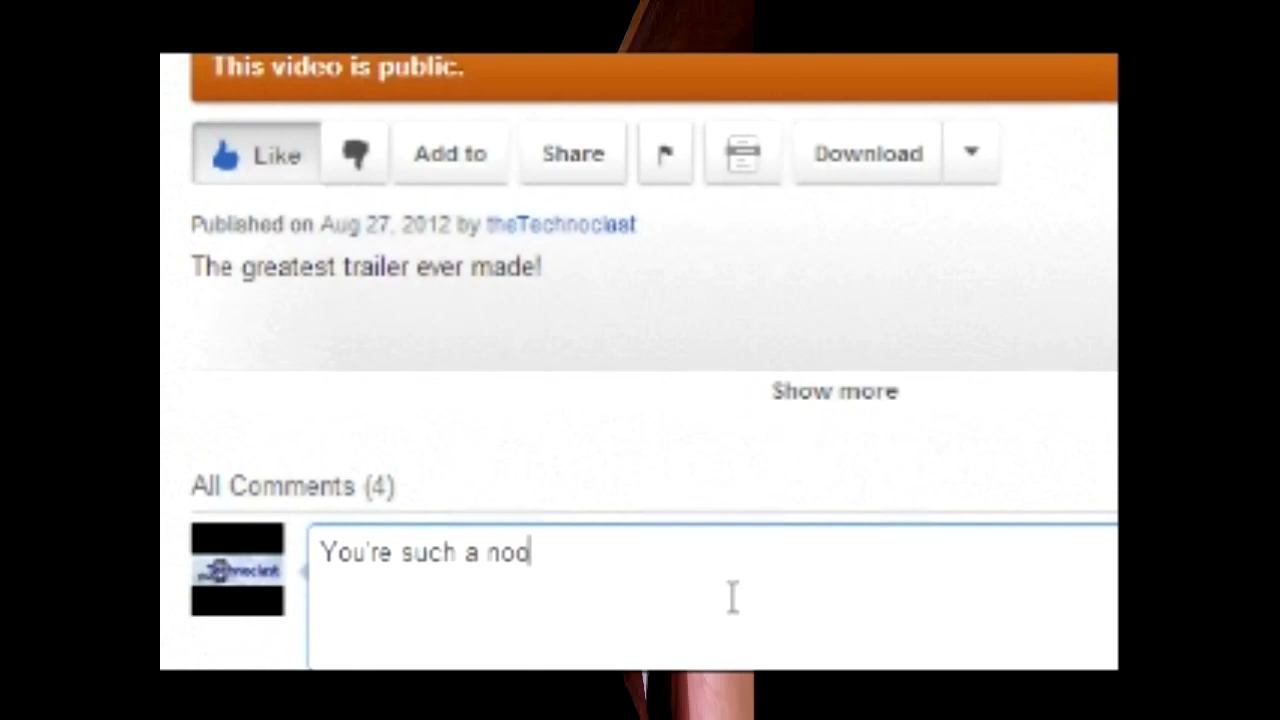 This video is public.
Like
Add to
Share
Download
Published on Aug 27, 2012 by theTechnoclast
The greatest trailer ever made!
Show more
All Comments (4)
You're such a noo